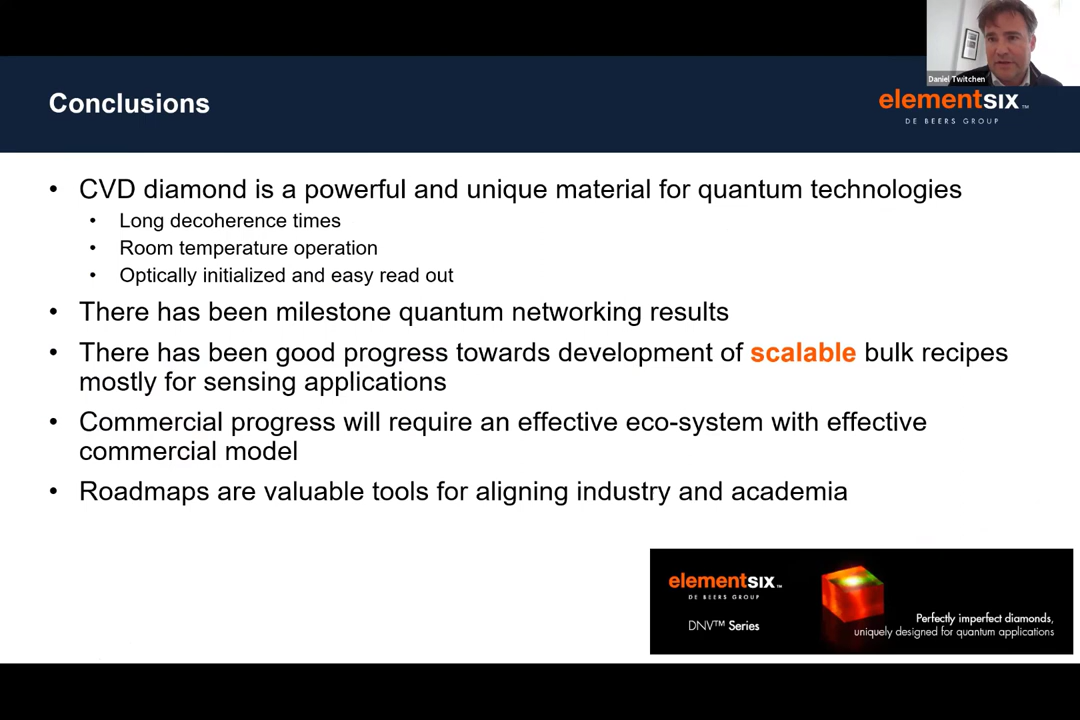 Daniel Twitchen
Conclusions
elementsix™
DE BEERS GROUP
• CVD diamond is a powerful and unique material for quantum technologies
• Long decoherence times
• Room temperature operation
• Optically initialized and easy read out
• There has been milestone quantum networking results
• There has been good progress towards development of scalable bulk recipes
mostly for sensing applications
• Commercial progress will require an effective eco-system with effective
commercial model
• Roadmaps are valuable tools for aligning industry and academia
elementsix™
DE BEERS GROUP
DNV™ Series
Perfectly imperfect diamonds,
uniquely designed for quantum applications